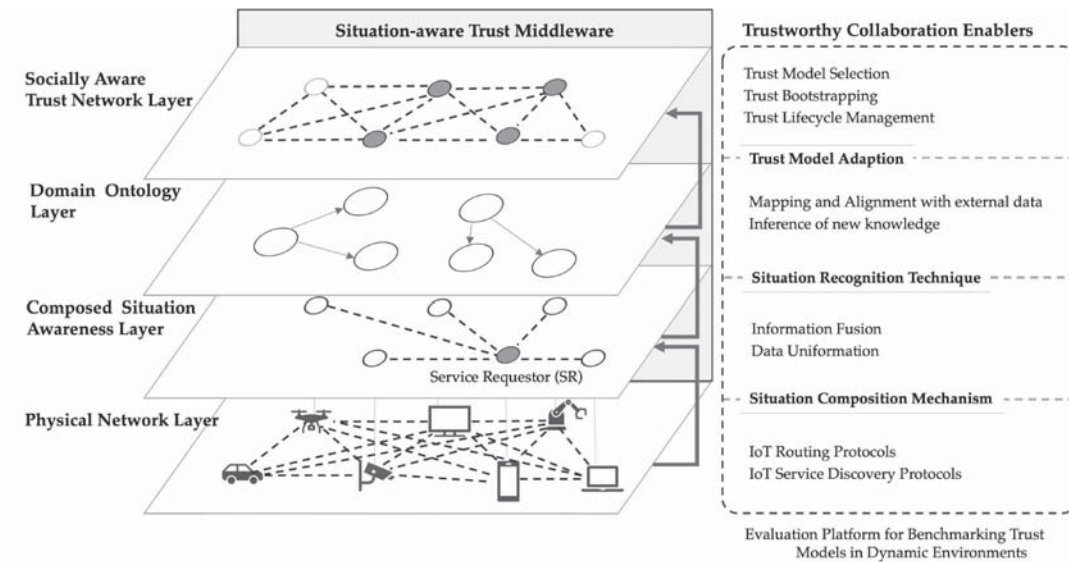 Situation-aware Trust Middleware
Socially Aware
Trust Network Layer
Domain Ontology
Layer
Composed Situation
Awareness Layer
Service Requestor (SR)
Physical Network Layer
Trustworthy Collaboration Enablers
Trust Model Selection
Trust Bootstrapping
Trust Lifecycle Management
Trust Model Adaption
Mapping and Alignment with external data
Inference of new knowledge
Situation Recognition Technique
Information Fusion
Data Uniformation
Situation Composition Mechanism
IoT Routing Protocols
IoT Service Discovery Protocols
Evaluation Platform for Benchmarking Trust
Models in Dynamic Environments